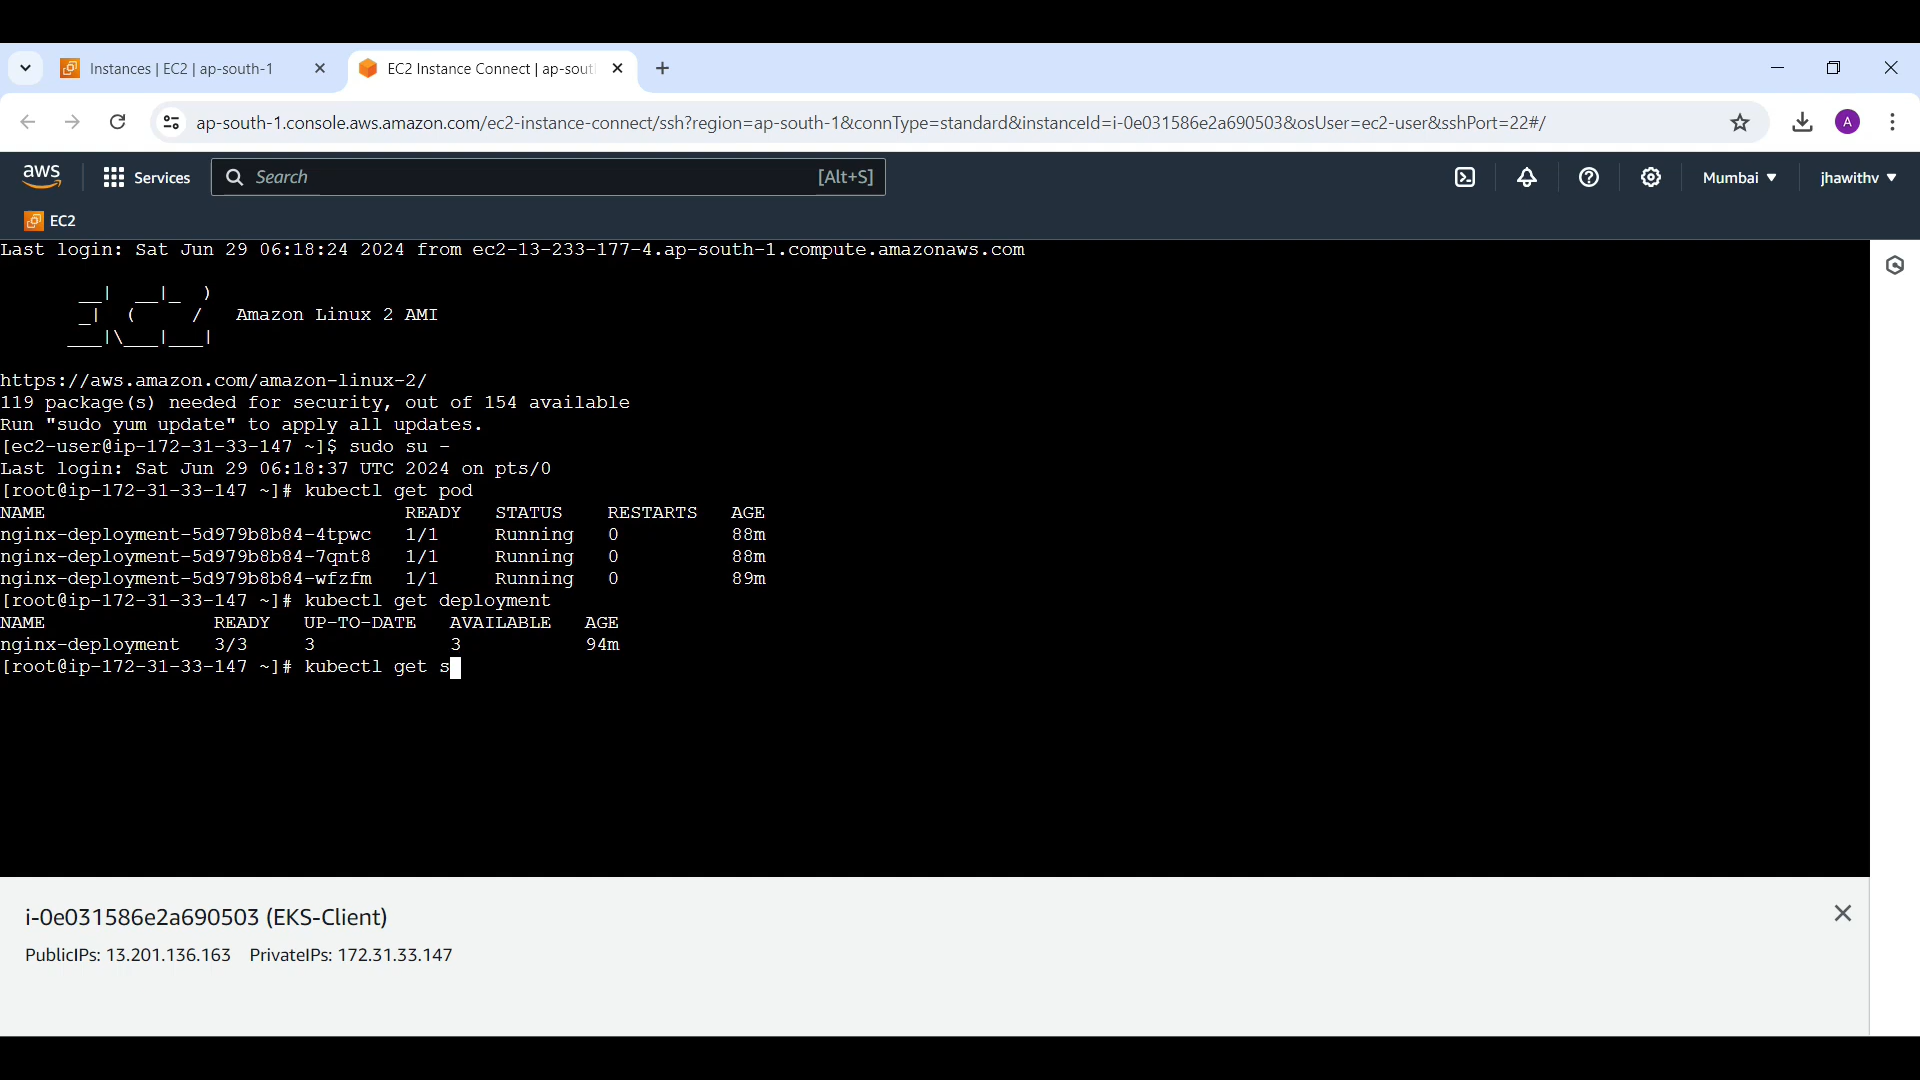 Instances | EC2 | ap-south-1
EC2 Instance Connect | ap-sout
ap-south-1.console.aws.amazon.com/ec2-instance-connect/ssh?region=ap-south-1&connType=standard&instanceId=i-0e031586e2a690503&osUser=ec2-user&sshPort=22#/
A
aws
Services
Search
[Alt+S]
Mumbai
jhawithv
EC2
Last login: Sat Jun 29 06:18:24 2024 from ec2-13-233-177-4.ap-south-1.compute.amazonaws.com
__|  __|_  )
_|  (     /   Amazon Linux 2 AMI
___|\___|___|
https://aws.amazon.com/amazon-linux-2/
119 package(s) needed for security, out of 154 available
Run "sudo yum update" to apply all updates.
[ec2-user@ip-172-31-33-147 ~]$ sudo su -
Last login: Sat Jun 29 06:18:37 UTC 2024 on pts/0
[root@ip-172-31-33-147 ~]# kubectl get pod
NAME                                READY   STATUS    RESTARTS   AGE
nginx-deployment-5d979b8b84-4tpwc   1/1     Running   0          88m
nginx-deployment-5d979b8b84-7qnt8   1/1     Running   0          88m
nginx-deployment-5d979b8b84-wfzfm   1/1     Running   0          89m
[root@ip-172-31-33-147 ~]# kubectl get deployment
NAME               READY   UP-TO-DATE   AVAILABLE   AGE
nginx-deployment   3/3     3            3           94m
[root@ip-172-31-33-147 ~]# kubectl get s
i-0e031586e2a690503 (EKS-Client)
PublicIPs: 13.201.136.163    PrivateIPs: 172.31.33.147